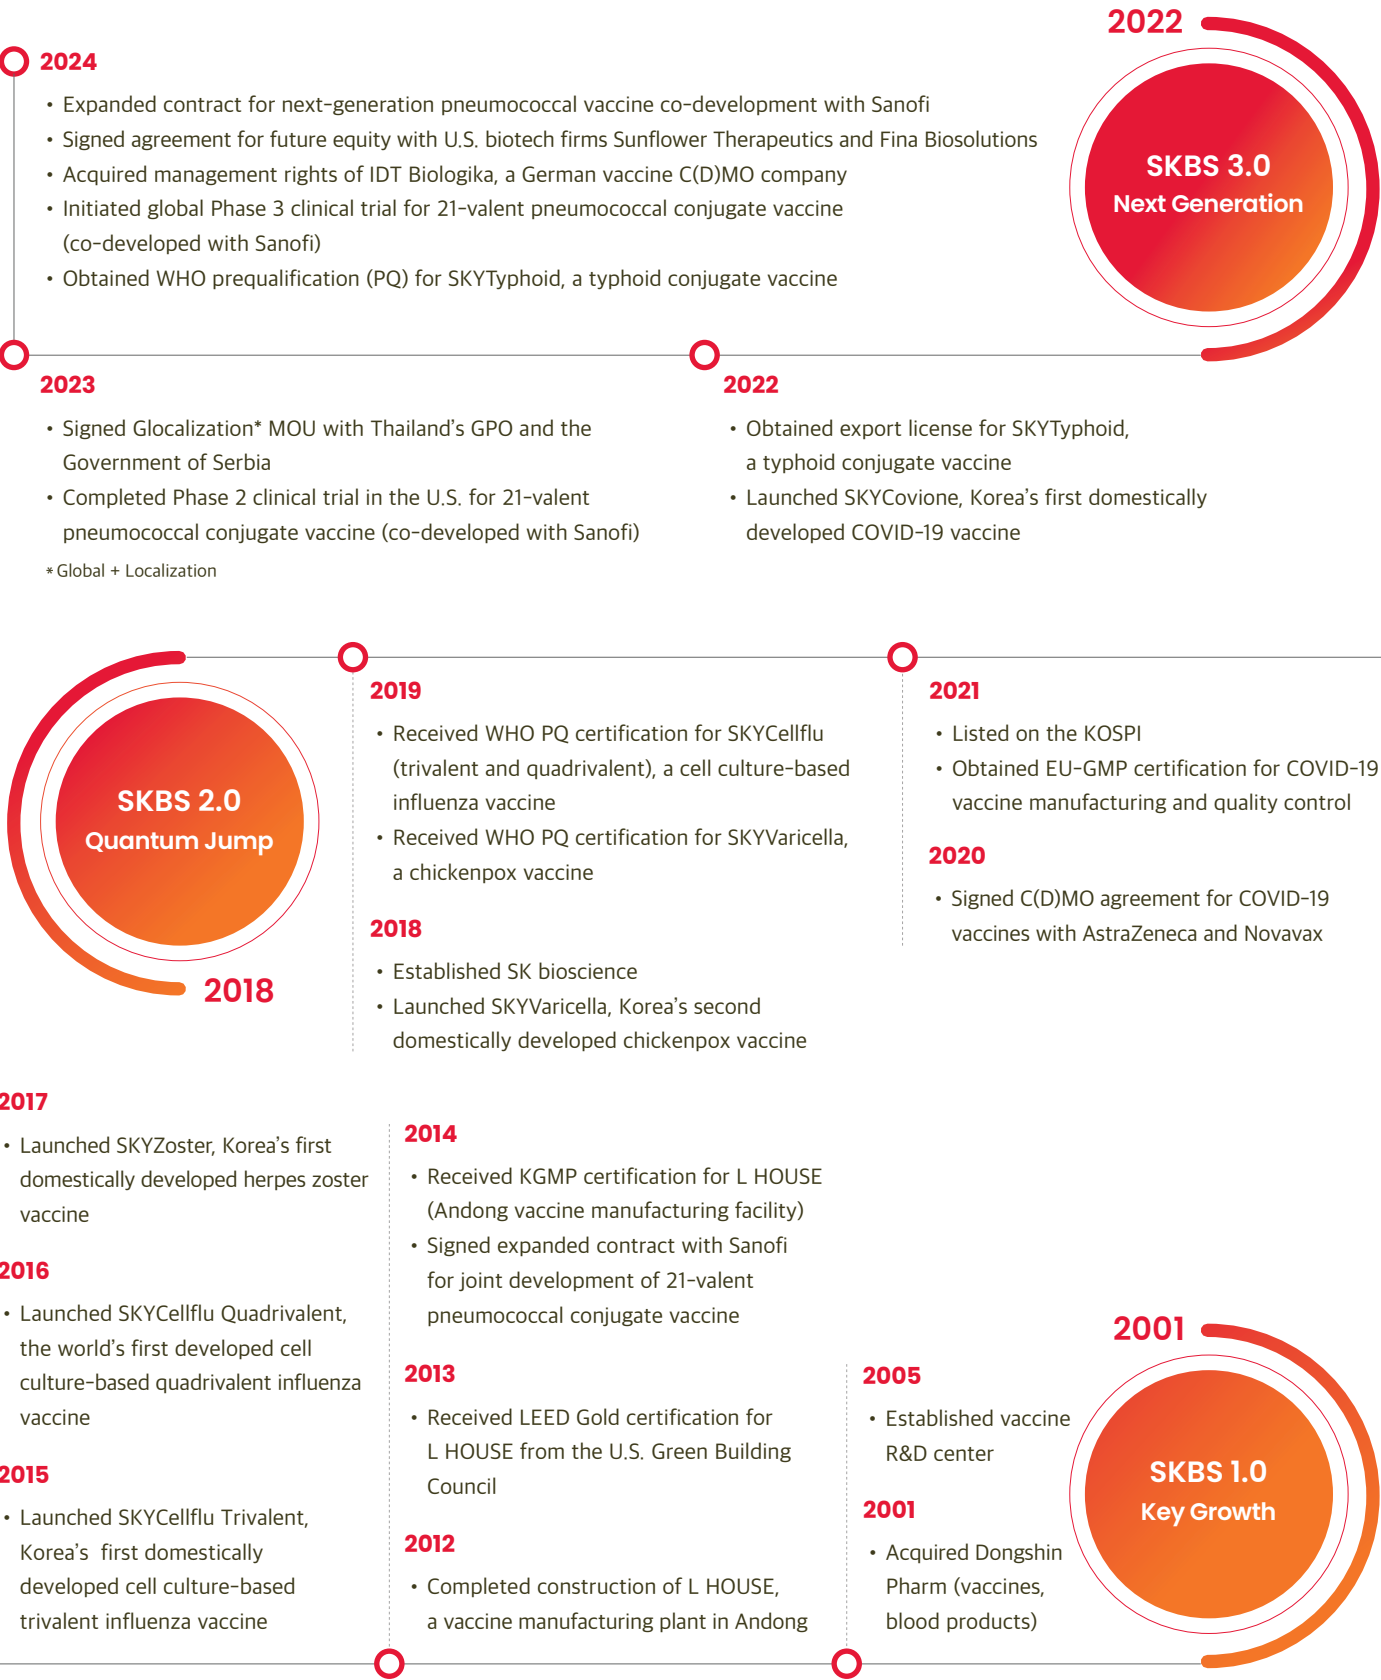 2022
SKBS 3.0
Next Generation
2024
• Expanded contract for next-generation pneumococcal vaccine co-development with Sanofi
• Signed agreement for future equity with U.S. biotech firms Sunflower Therapeutics and Fina Biosolutions
• Acquired management rights of IDT Biologika, a German vaccine C(D)MO company
• Initiated global Phase 3 clinical trial for 21-valent pneumococcal conjugate vaccine
(co-developed with Sanofi)
• Obtained WHO prequalification (PQ) for SKYTyphoid, a typhoid conjugate vaccine
2023
• Signed Glocalization* MOU with Thailand's GPO and the
Government of Serbia
• Completed Phase 2 clinical trial in the U.S. for 21-valent
pneumococcal conjugate vaccine (co-developed with Sanofi)
* Global + Localization
2022
• Obtained export license for SKYTyphoid,
a typhoid conjugate vaccine
• Launched SKYCovione, Korea's first domestically
developed COVID-19 vaccine
SKBS 2.0
Quantum Jump
2018
2019
• Received WHO PQ certification for SKYCellflu
(trivalent and quadrivalent), a cell culture-based
influenza vaccine
• Received WHO PQ certification for SKYVaricella,
a chickenpox vaccine
2018
• Established SK bioscience
• Launched SKYVaricella, Korea's second
domestically developed chickenpox vaccine
2021
• Listed on the KOSPI
• Obtained EU-GMP certification for COVID-19
vaccine manufacturing and quality control
2020
• Signed C(D)MO agreement for COVID-19
vaccines with AstraZeneca and Novavax
2017
• Launched SKYZoster, Korea's first
domestically developed herpes zoster
vaccine
2016
• Launched SKYCellflu Quadrivalent,
the world's first developed cell
culture-based quadrivalent influenza
vaccine
2015
• Launched SKYCellflu Trivalent,
Korea's first domestically
developed cell culture-based
trivalent influenza vaccine
2014
• Received KGMP certification for L HOUSE
(Andong vaccine manufacturing facility)
• Signed expanded contract with Sanofi
for joint development of 21-valent
pneumococcal conjugate vaccine
2013
• Received LEED Gold certification for
L HOUSE from the U.S. Green Building
Council
2012
• Completed construction of L HOUSE,
a vaccine manufacturing plant in Andong
2005
• Established vaccine
R&D center
2001
• Acquired Dongshin
Pharm (vaccines,
blood products)
2001
SKBS 1.0
Key Growth